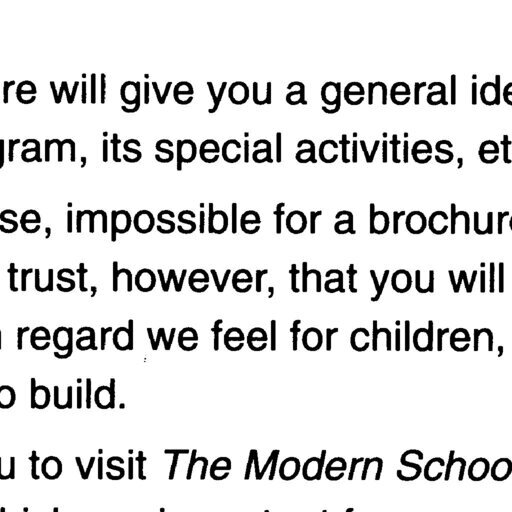 re will give you a general ide
gram, its special activities, et
se, impossible for a brochure
trust, however, that you will
regard we feel for children,
o build.
u to visit The Modern Schoo